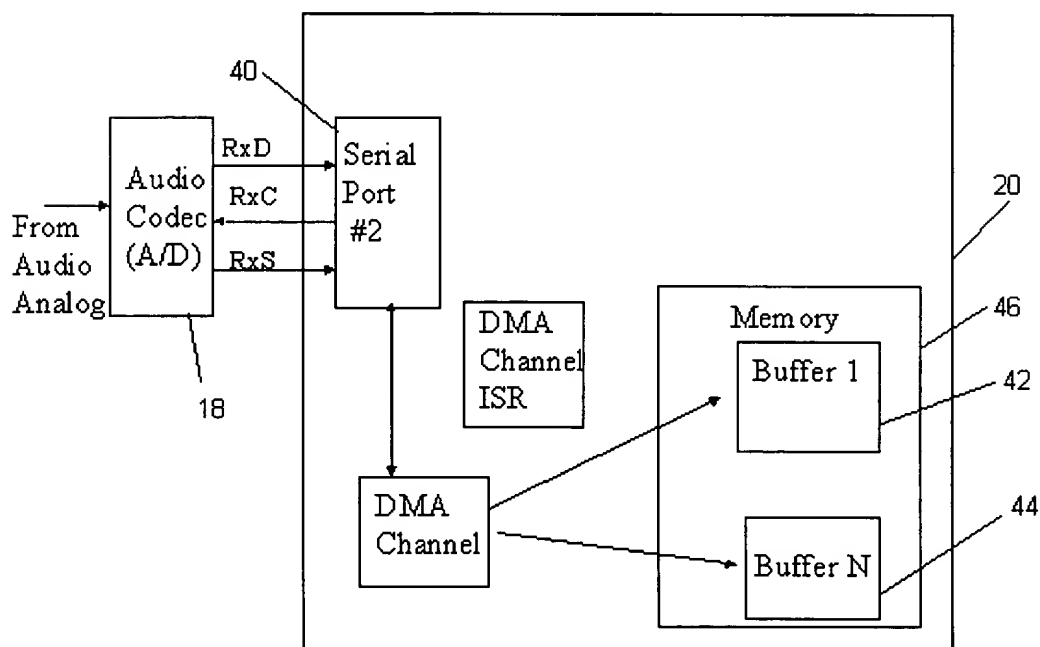 40
RxD
Serial
Port
#2
Audio
Codec
(A/D)
RxC
RxS
From
Audio
Analog
18
20
DMA
Channel
ISR
Memory
46
Buffer 1
42
DMA
Channel
44
Buffer N